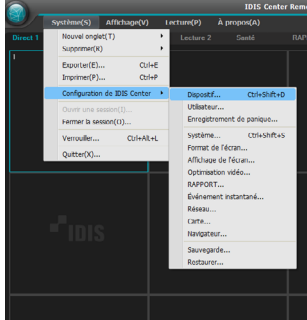 IDIS Center Remo
Système(S) Affichage(V) Lecture(P) À propos(A)
Direct 1 Lecture 2 Santé RAP
1
Nouvel onglet(T)
Supprimer(R)
Exporter(E)... Ctrl+E
Imprimer(P)... Ctrl+P
Configuration de IDIS Center
Ouvrir une session(I)...
Fermer la session(O)...
Verrouiller... Ctrl+Alt+L
Quitter(X)...
Dispositif... Ctrl+Shift+D
Utilisateur...
Enregistrement de panique...
Système... Ctrl+Shift+S
Format de l'écran...
Affichage de l'écran...
Optimisation vidéo...
RAPPORT...
Événement instantané...
Réseau...
Carte...
Navigateur...
Sauvegarde...
Restaurer...
IDIS